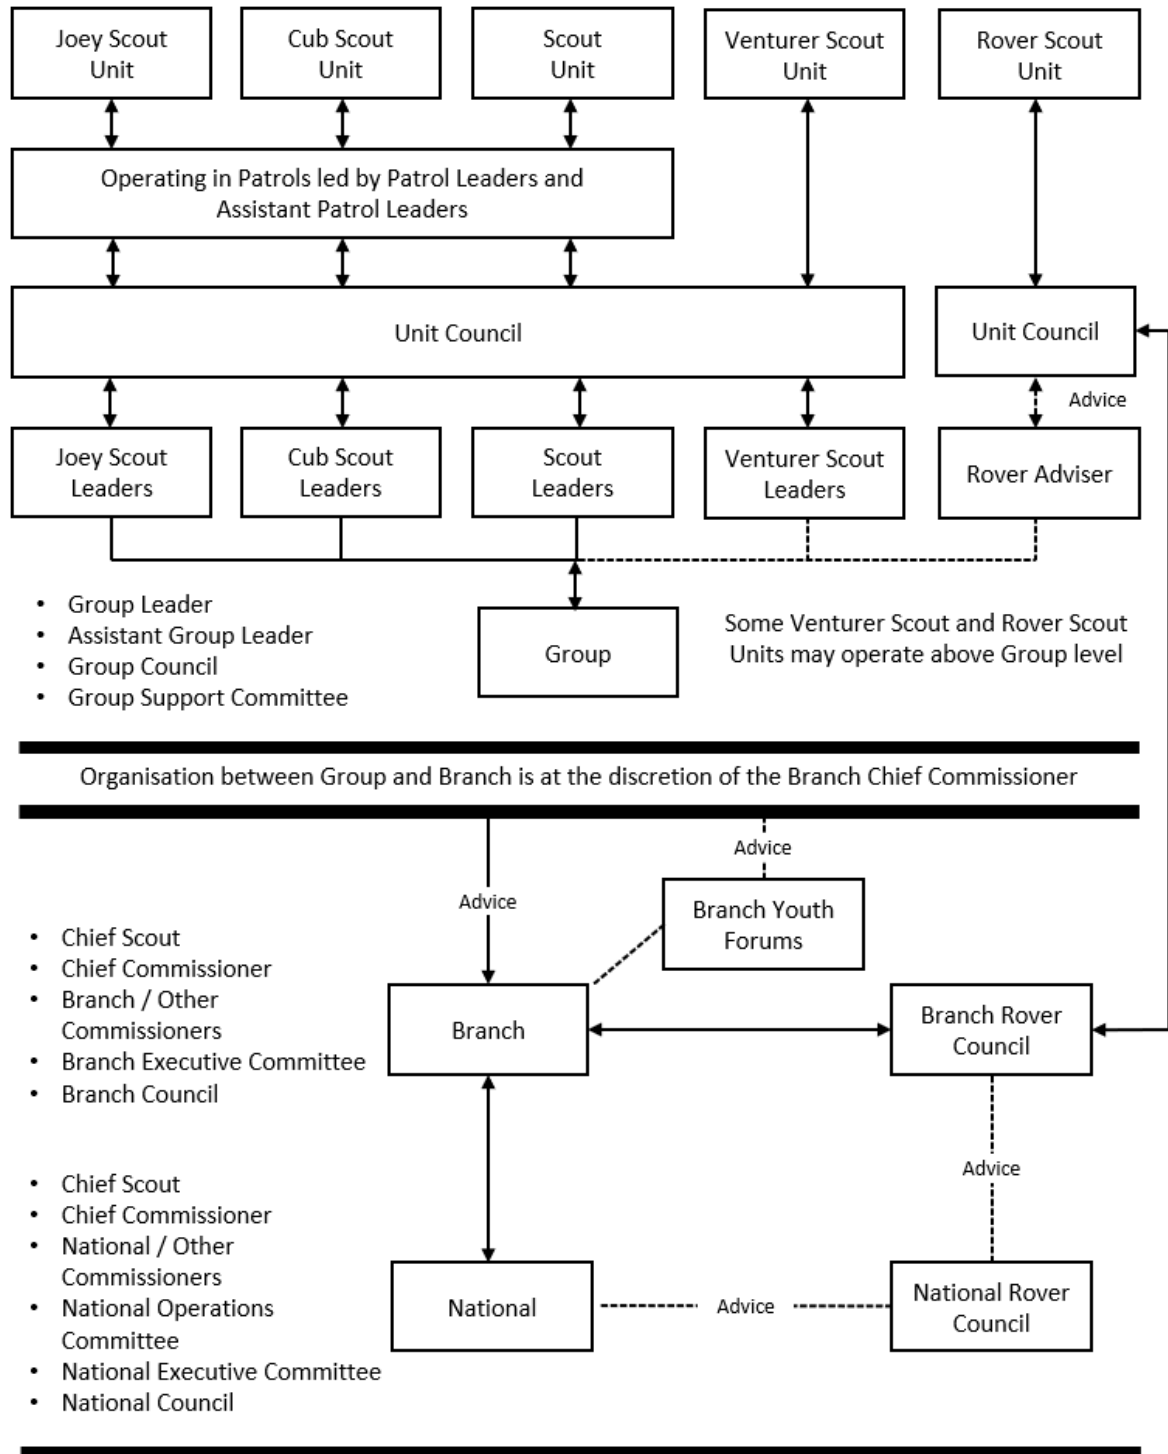 Joey Scout
Unit
Cub Scout
Unit
Scout
Unit
Venturer Scout
Unit
Rover Scout
Unit
Operating in Patrols led by Patrol Leaders and
Assistant Patrol Leaders
Unit Council
Unit Council
Advice
Joey Scout
Leaders
Cub Scout
Leaders
Scout
Leaders
Venturer Scout
Leaders
Rover Adviser
• Group Leader
• Assistant Group Leader
• Group Council
• Group Support Committee
Group
Some Venturer Scout and Rover Scout
Units may operate above Group level
Organisation between Group and Branch is at the discretion of the Branch Chief Commissioner
Advice
Advice
Branch Youth
Forums
• Chief Scout
• Chief Commissioner
• Branch / Other
Commissioners
• Branch Executive Committee
• Branch Council
Branch
Branch Rover
Council
Advice
• Chief Scout
• Chief Commissioner
• National / Other
Commissioners
• National Operations
Committee
• National Executive Committee
• National Council
National
Advice
National Rover
Council